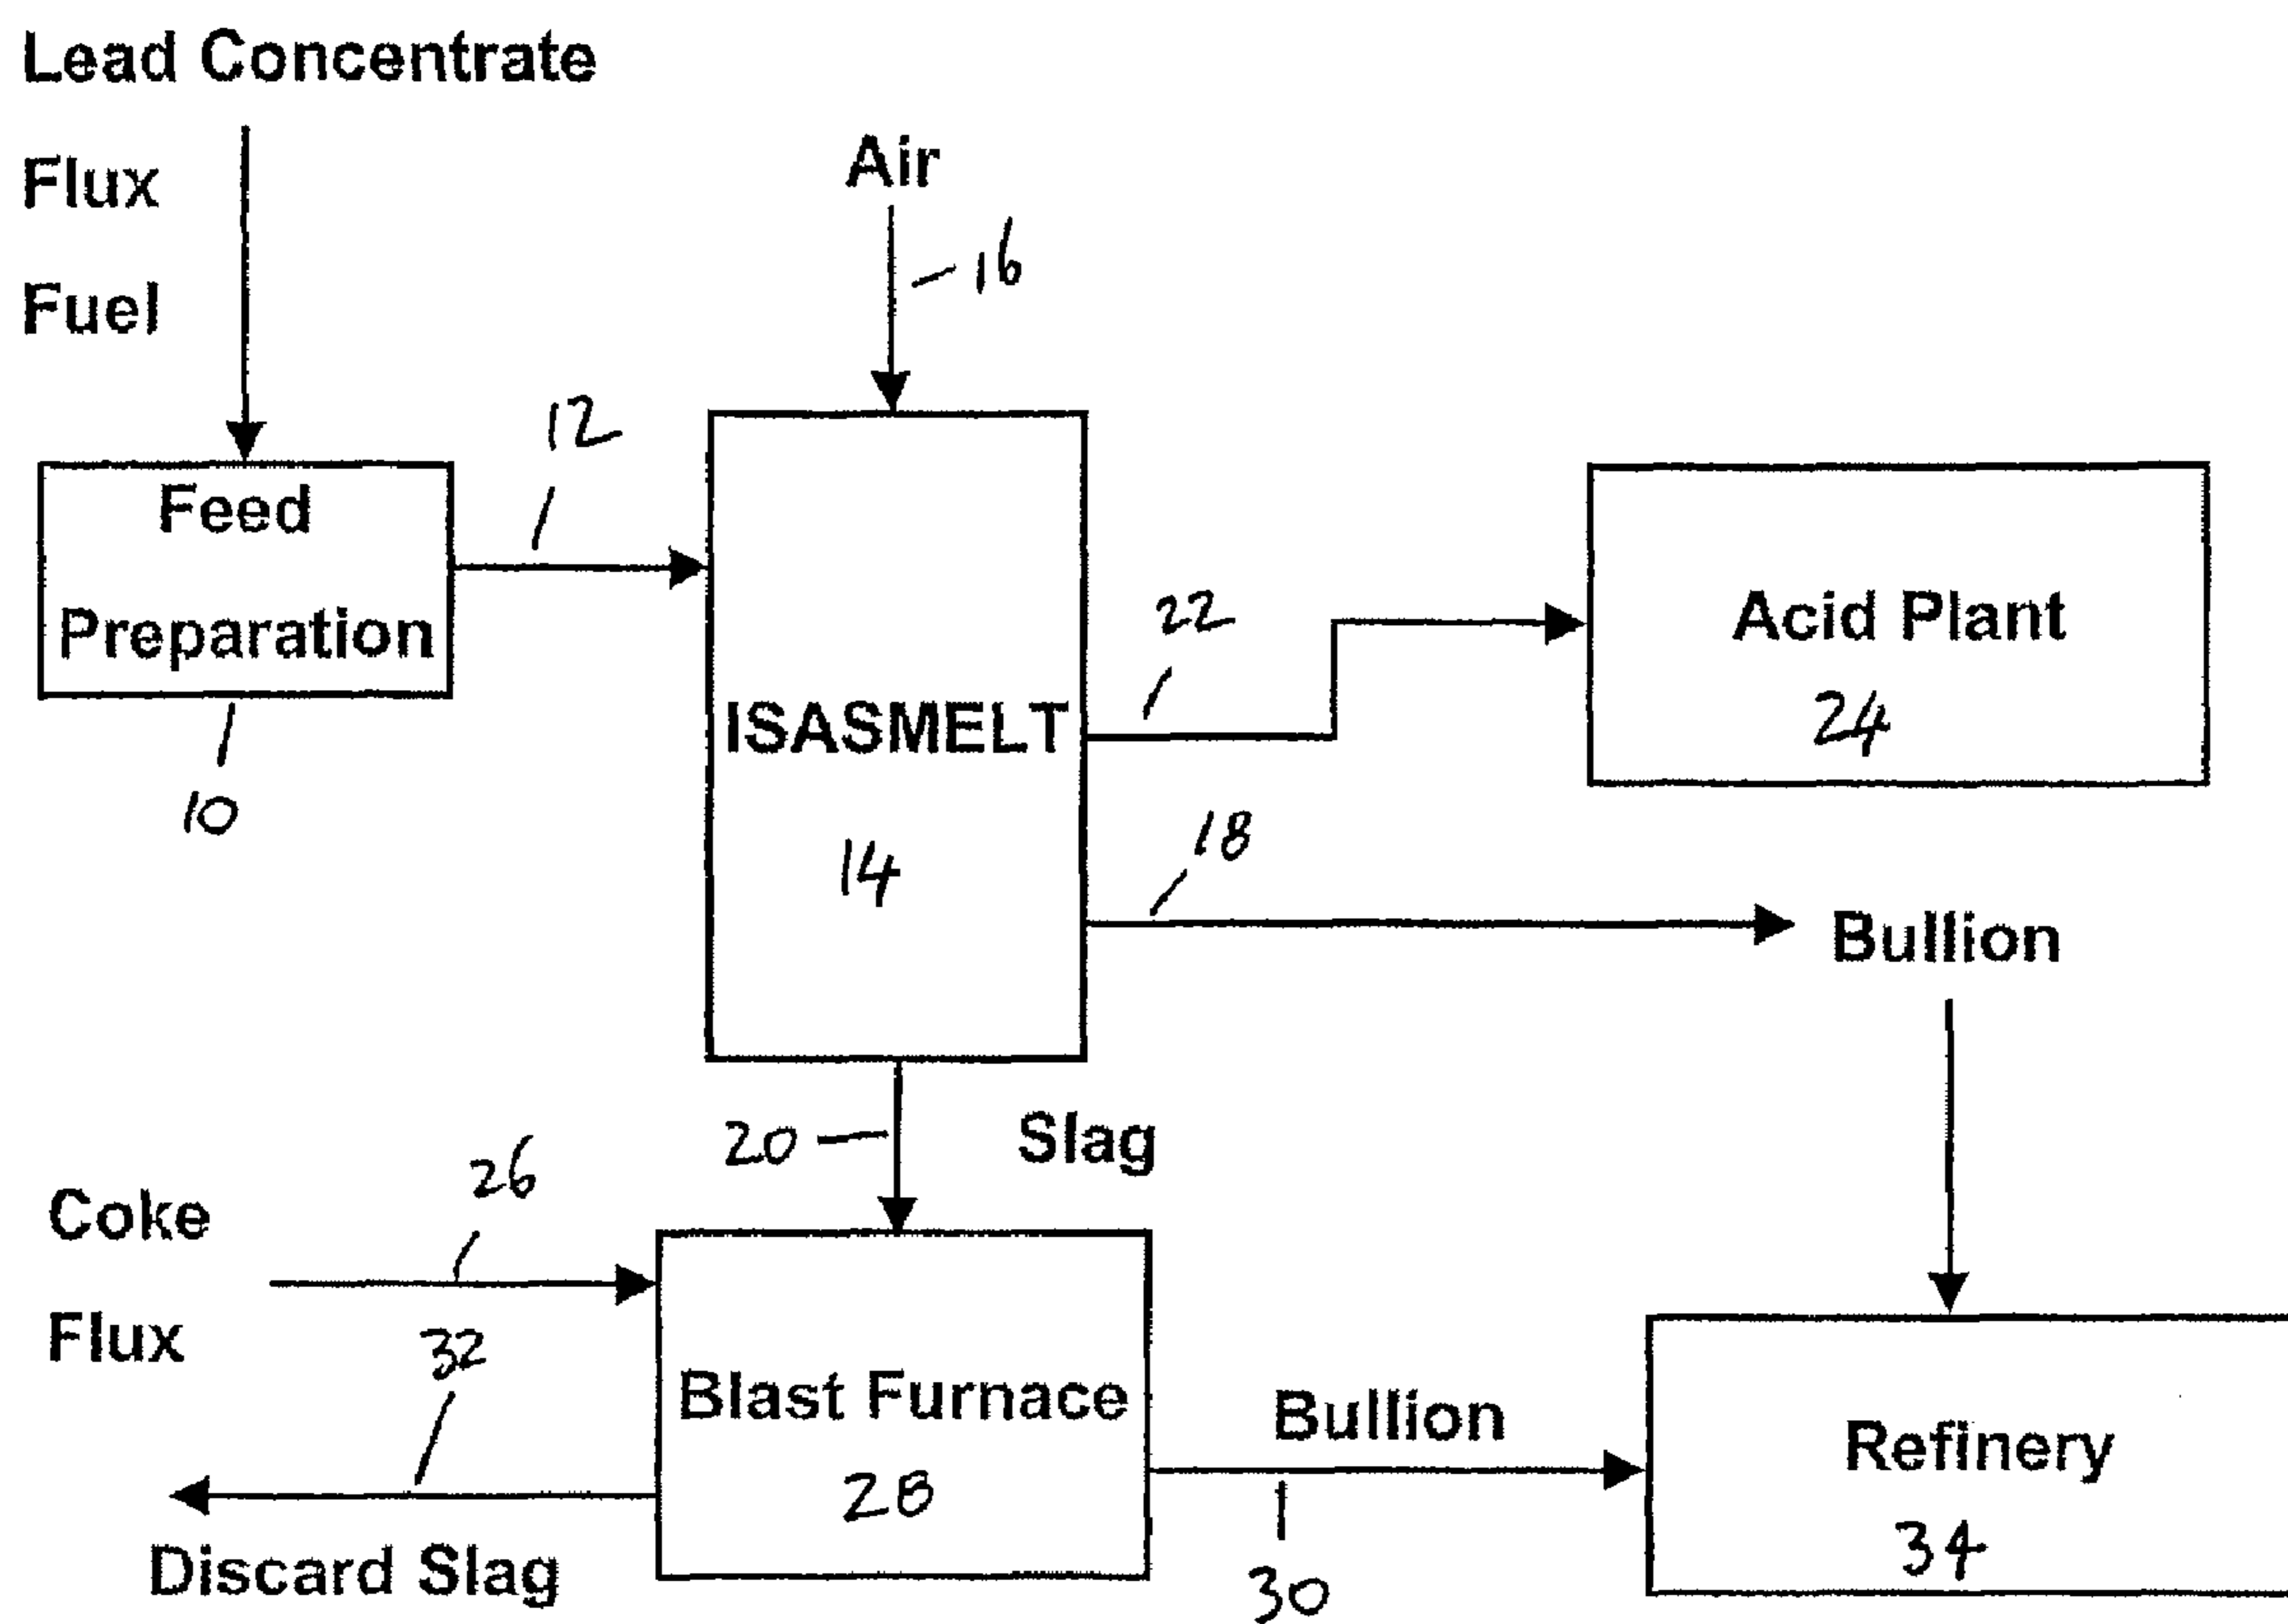 Lead Concentrate
Flux
Fuel
Air
16
12
Feed
Preparation
10
ISASMELT
14
22
Acid Plant
24
18
Bullion
20
Slag
Coke
26
Flux
32
Blast Furnace
28
Discard Slag
Bullion
30
Refinery
34